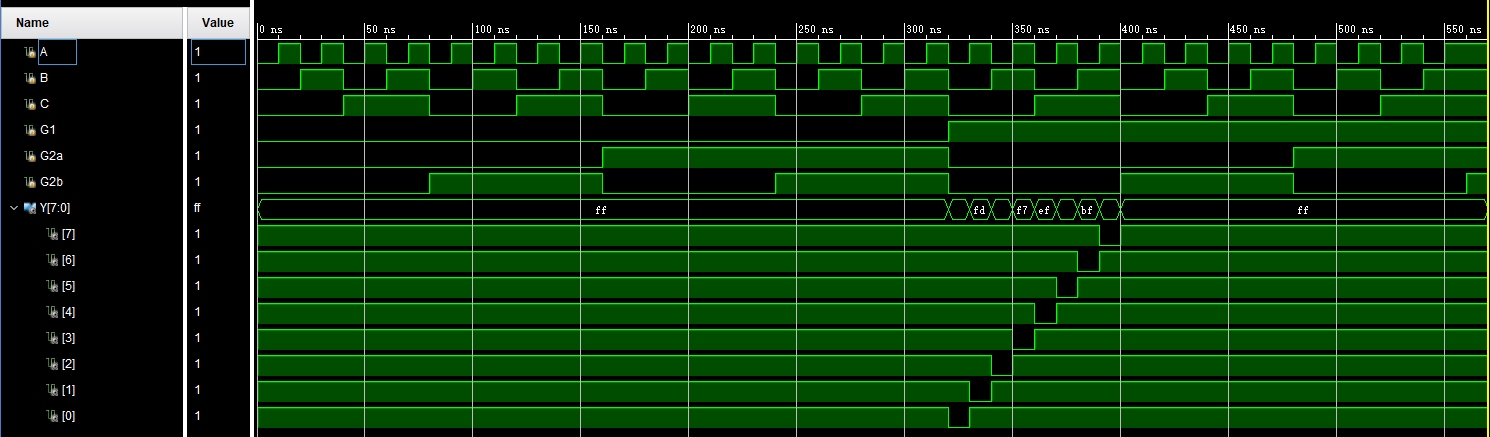 Name Value
0 ns 50 ns 100 ns 150 ns 200 ns 250 ns 300 ns 350 ns 400 ns 450 ns 500 ns 550 ns
A 1
B 1
C 1
G1 1
G2a 1
G2b 1
Y[7:0] ff ff fd f7 ef bf ff
[7] 1
[6] 1
[5] 1
[4] 1
[3] 1
[2] 1
[1] 1
[0] 1